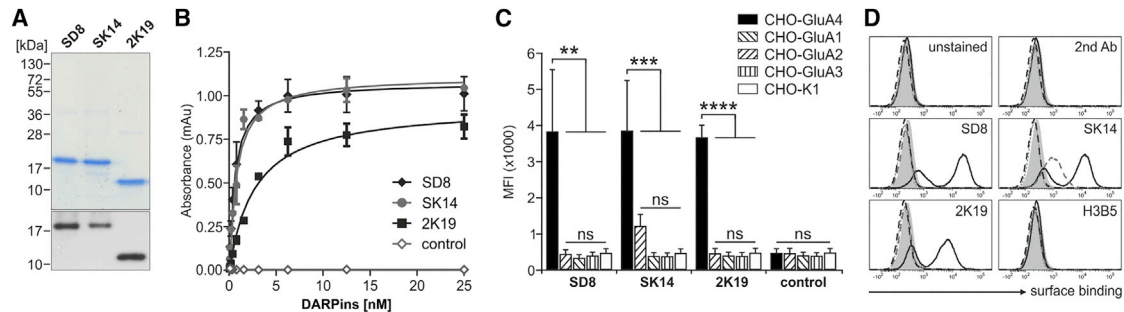 A
SD8 SK14 2K19
[kDa]
130
72
55
36
28
17
10
17
10
B
Absorbance (mAu)
1.25
1.00
0.75
0.50
0.25
0.00
0 5 10 15 20 25
DARPins [nM]
SD8
SK14
2K19
control
C
MFI (x1000)
6
5
4
3
2
1
0
** *** ****
ns ns ns ns
SD8 SK14 2K19 control
CHO-GluA4
CHO-GluA1
CHO-GluA2
CHO-GluA3
CHO-K1
D
unstained 2nd Ab
SD8 SK14
2K19 H3B5
surface binding